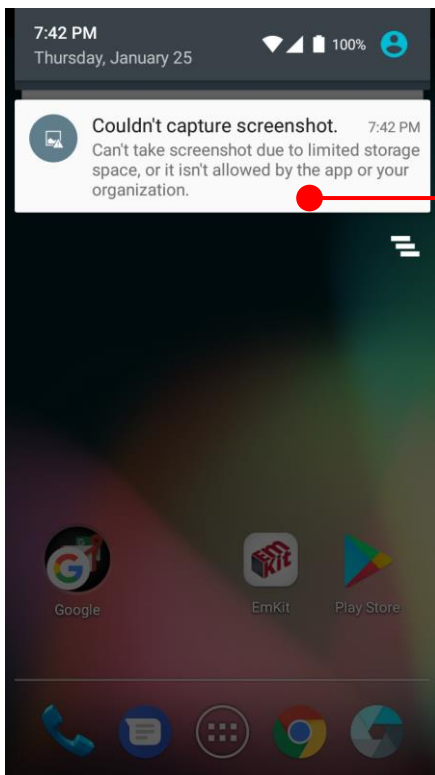 7:42 PM
Thursday, January 25
100%
Couldn't capture screenshot.
7:42 PM
Can't take screenshot due to limited storage
space, or it isn't allowed by the app or your
organization.
EmKit
Google
EmKit
Play Store